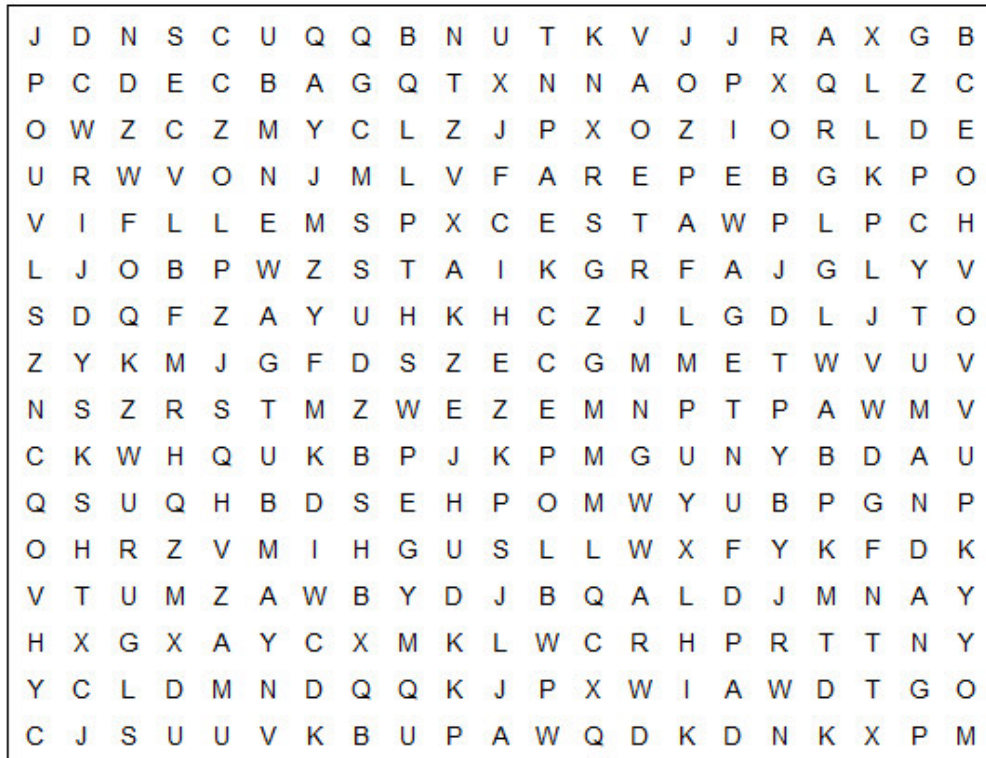 J D N S C U Q Q B N U T K V J J R A X G B
P C D E C B A G Q T X N N A O P X Q L Z C
O W Z C Z M Y C L Z J P X O Z I O R L D E
U R W V O N J M L V F A R E P E B G K P O
V I F L L E M S P X C E S T A W P L P C H
L J O B P W Z S T A I K G R F A J G L Y V
S D Q F Z A Y U H K H C Z J L G D L J T O
Z Y K M J G F D S Z E C G M M E T W V U V
N S Z R S T M Z W E Z E M N P T P A W M V
C K W H Q U K B P J K P M G U N Y B D A U
Q S U Q H B D S E H P O M W Y U B P G N P
O H R Z V M I H G U S L L W X F Y K F D K
V T U M Z A W B Y D J B Q A L D J M N A Y
H X G X A Y C X M K L W C R H P R T T N Y
Y C L D M N D Q Q K J P X W I A W D T G O
C J S U U V K B U P A W Q D K D N K X P M